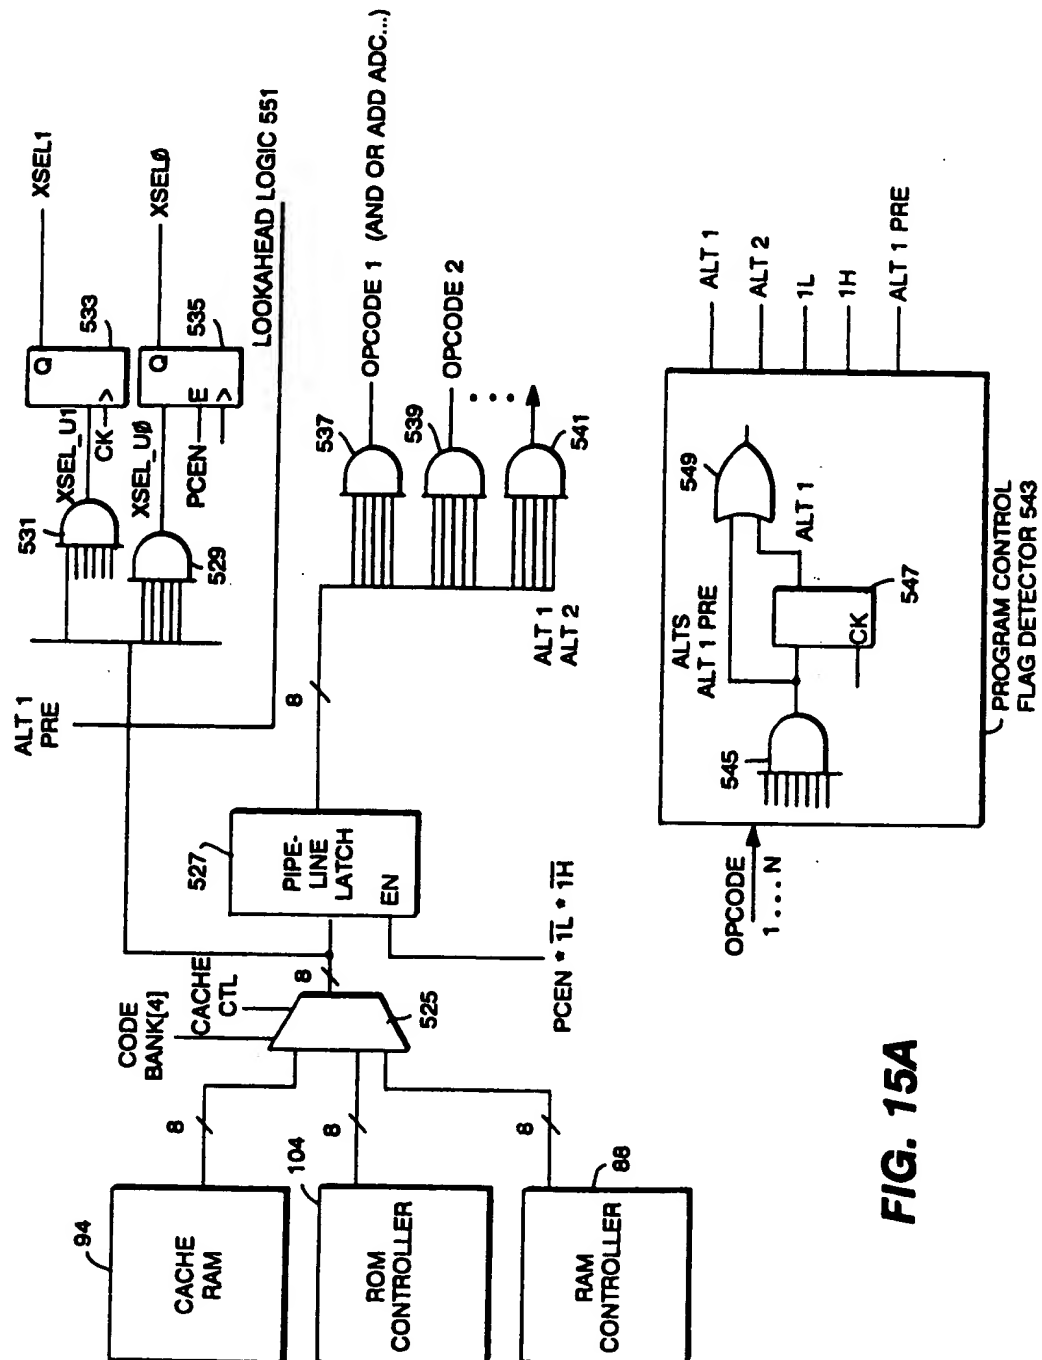 94
CACHE
RAM
8
104
ROM
CONTROLLER
8
88
RAM
CONTROLLER
8
CODE
BANK[4]
CACHE
CTL
525
8
527
PIPE-
LINE
LATCH
EN
PCEN * 1L * 1H
ALT 1
PRE
8
531
XSEL_U1
CK
Q
533
XSEL1
529
XSEL_U0
PCEN
E
Q
535
XSEL0
LOOKAHEAD LOGIC 551
537
OPCODE 1 (AND OR ADD ADC...)
539
OPCODE 2
541
ALT 1
ALT 2
OPCODE
1...N
545
ALTS
ALT 1 PRE
CK
547
ALT 1
549
ALT 1
ALT 2
1L
1H
ALT 1 PRE
PROGRAM CONTROL
FLAG DETECTOR 543
FIG. 15A